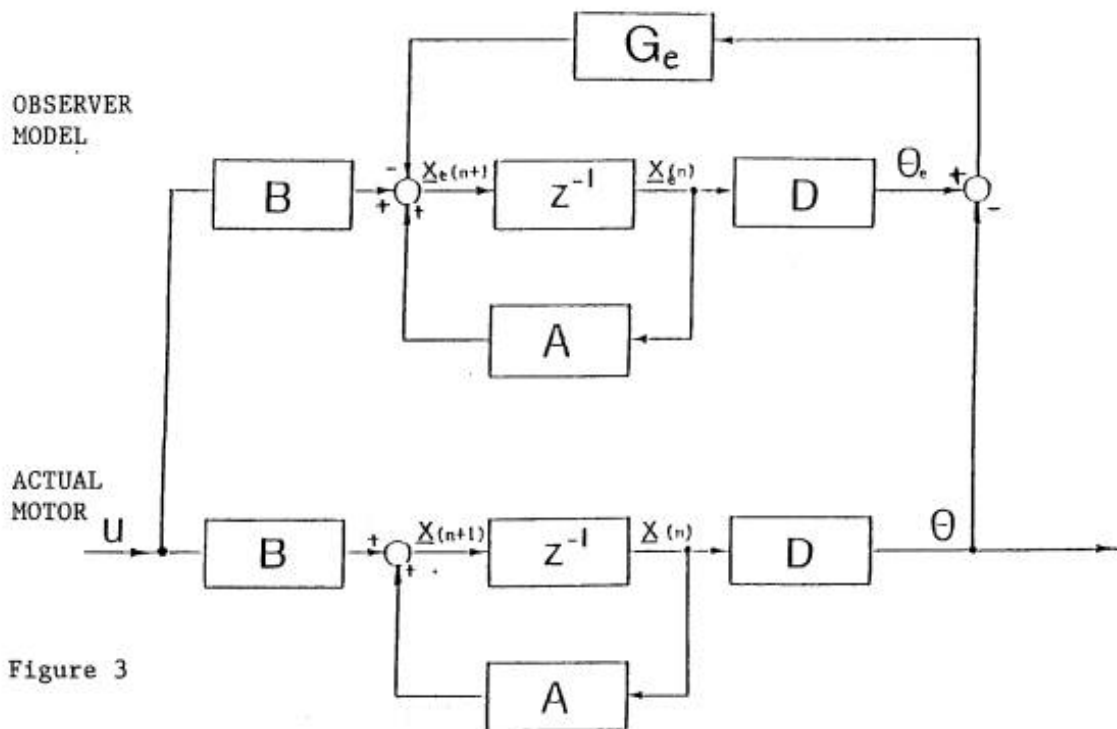 Ge
OBSERVER
MODEL
B
-
+
+
Xe(n+1)
z-1
Xe(n)
D
θe
+
-
A
ACTUAL
MOTOR
U
B
+
+
X(n+1)
z-1
X(n)
D
θ
A
Figure 3